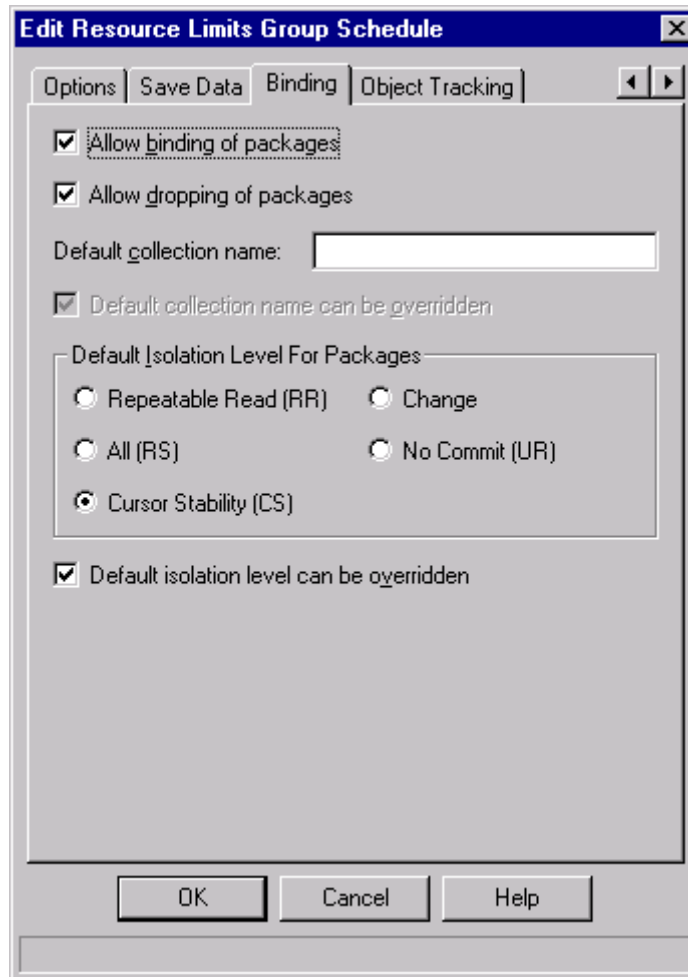 Edit Resource Limits Group Schedule
Options Save Data Binding Object Tracking
Allow binding of packages
Allow dropping of packages
Default collection name:
Default collection name can be overridden
Default Isolation Level For Packages
Repeatable Read (RR) Change
All (RS) No Commit (UR)
Cursor Stability (CS)
Default isolation level can be overridden
OK Cancel Help